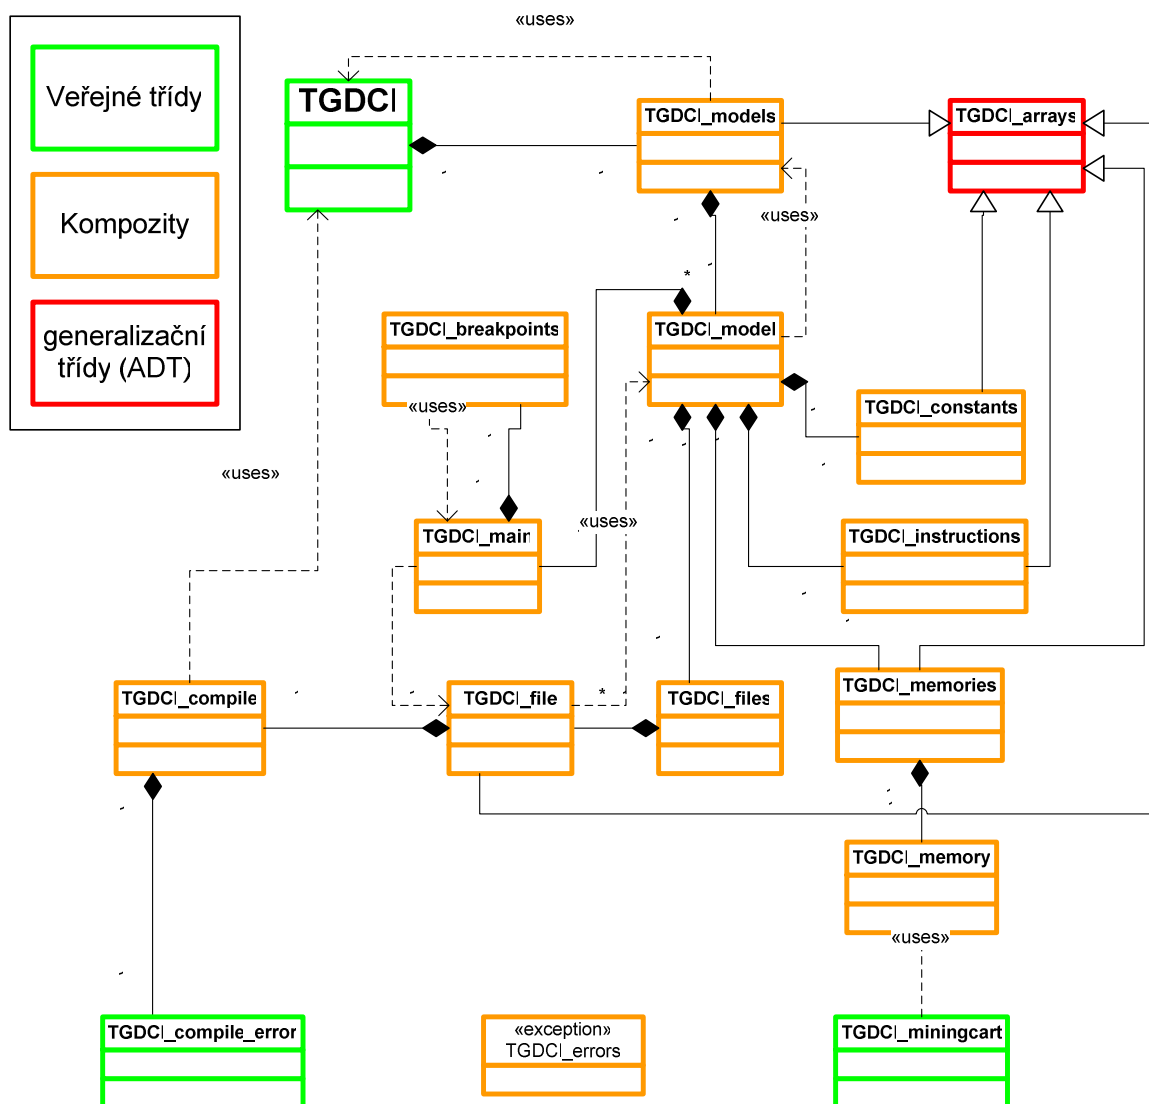 «uses»
Veřejné třídy
Kompozity
generalizační
třídy (ADT)
TGDCI
TGDCI_models
TGDCI_arrays
«uses»
*
TGDCI_breakpoints
TGDCI_model
«uses»
TGDCI_constants
«uses»
«uses»
TGDCI_main
TGDCI_instructions
TGDCI_compile
TGDCI_file
*
TGDCI_files
TGDCI_memories
TGDCI_memory
«uses»
TGDCI_compile_error
«exception»
TGDCI_errors
TGDCI_miningcart